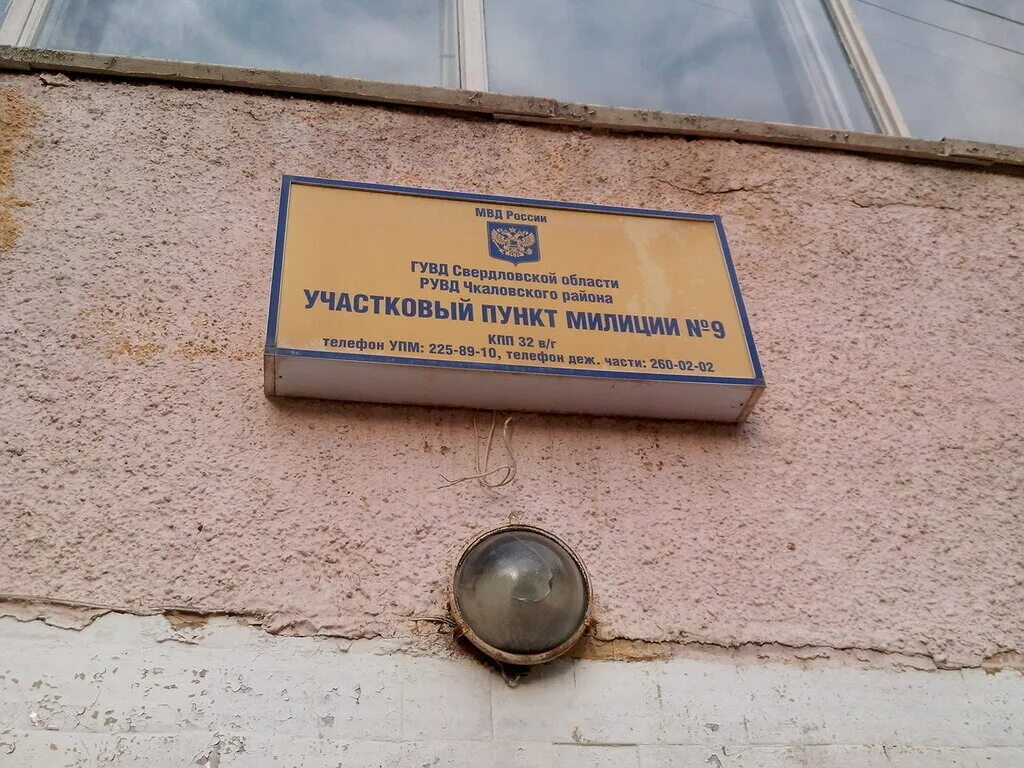 МВД России
ГУВД Свердловской области
РУВД Чкаловского района
УЧАСТКОВЫЙ ПУНКТ МИЛИЦИИ №9
КПП 32 в/г
телефон УПМ: 225-89-10, телефон деж. части: 260-02-02